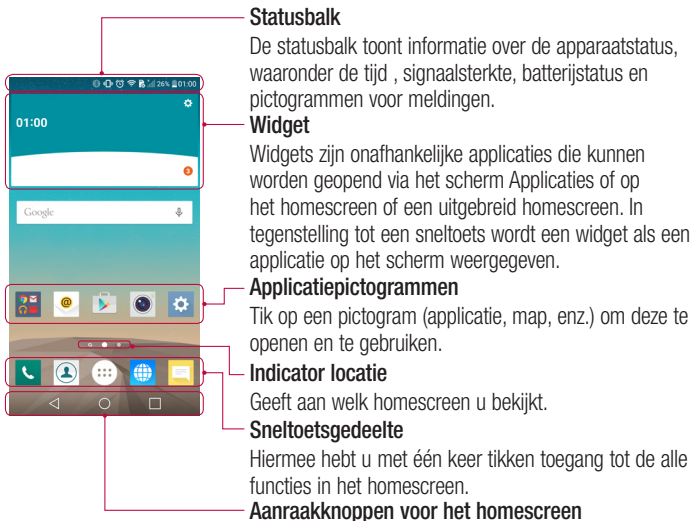 Statusbalk
De statusbalk toont informatie over de apparaatstatus,
waaronder de tijd , signaalsterkte, batterijstatus en
pictogrammen voor meldingen.
26% 01:00
01:00
3
Widget
Widgets zijn onafhankelijke applicaties die kunnen
worden geopend via het scherm Applicaties of op
het homescreen of een uitgebreid homescreen. In
tegenstelling tot een sneltoets wordt een widget als een
applicatie op het scherm weergegeven.
Google
Applicatiepictogrammen
Tik op een pictogram (applicatie, map, enz.) om deze te
openen en te gebruiken.
@
Indicator locatie
Geeft aan welk homescreen u bekijkt.
Sneltoetsgedeelte
Hiermee hebt u met één keer tikken toegang tot de alle
functies in het homescreen.
Aanraakknoppen voor het homescreen